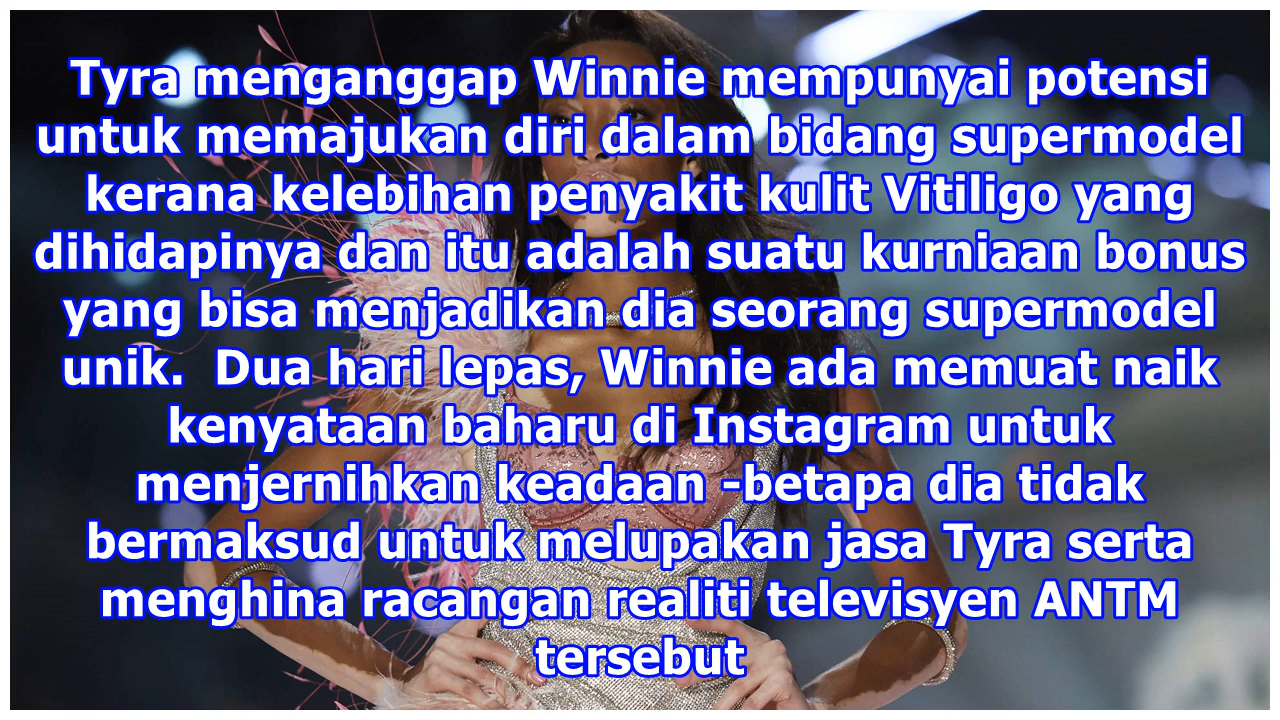 Tyra menganggap Winnie mempunyai potensi
untuk memajukan diri dalam bidang supermodel
kerana kelebihan penyakit kulit Vitiligo yang
dihidapinya dan itu adalah suatu kurniaan bonus
yang bisa menjadikan dia seorang supermodel
unik.  Dua hari lepas, Winnie ada memuat naik
kenyataan baharu di Instagram untuk
menjernihkan keadaan -betapa dia tidak
bermaksud untuk melupakan jasa Tyra serta
menghina racangan realiti televisyen ANTM
tersebut